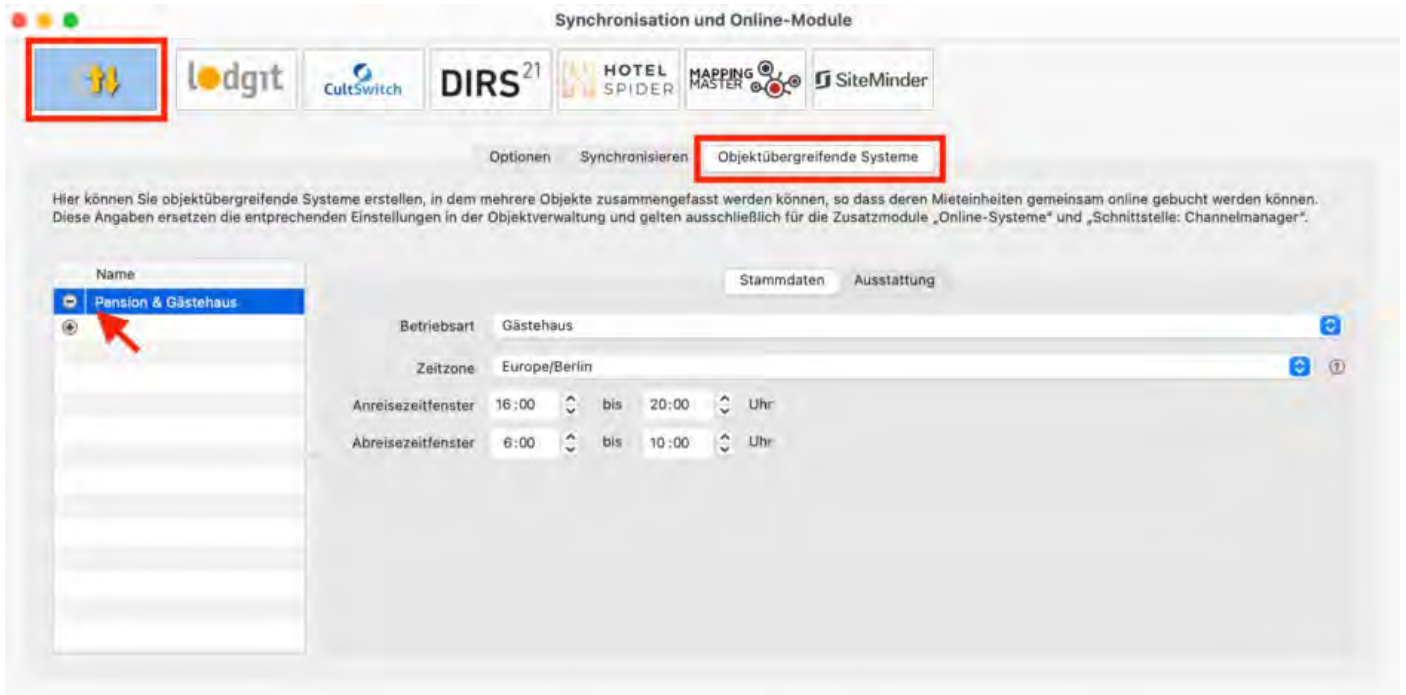 Synchronisation und Online-Module
lodgit
CultSwitch
DIRS21
HOTEL SPIDER
MAPPING MASTER
SiteMinder
Optionen Synchronisieren Objektübergreifende Systeme
Hier können Sie objektübergreifende Systeme erstellen, in dem mehrere Objekte zusammengefasst werden können, so dass deren Mieteinheiten gemeinsam online gebucht werden können.
Diese Angaben ersetzen die entprechenden Einstellungen in der Objektverwaltung und gelten ausschließlich für die Zusatzmodule „Online-Systeme" und „Schnittstelle: Channelmanager".
Name
Pension & Gästehaus
Stammdaten Ausstattung
Betriebsart Gästehaus
Zeitzone Europe/Berlin
Anreisezeitfenster 16:00 bis 20:00 Uhr
Abreisezeitfenster 6:00 bis 10:00 Uhr